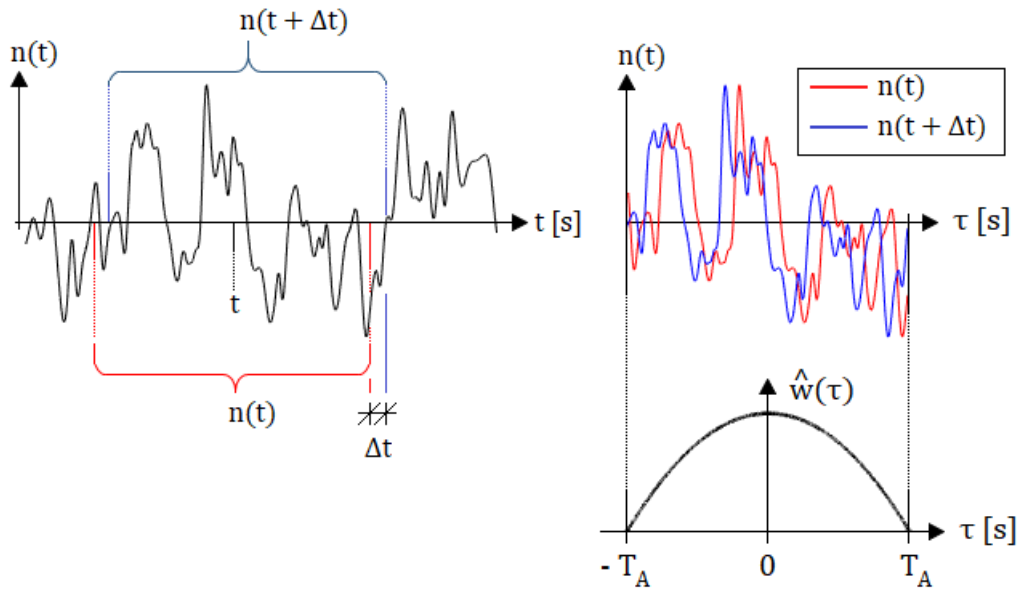 n(t + Δt)
n(t)
t [s]
t
n(t)
Δt
n(t)
n(t)
n(t + Δt)
τ [s]
ŵ(τ)
τ [s]
- T_A
0
T_A